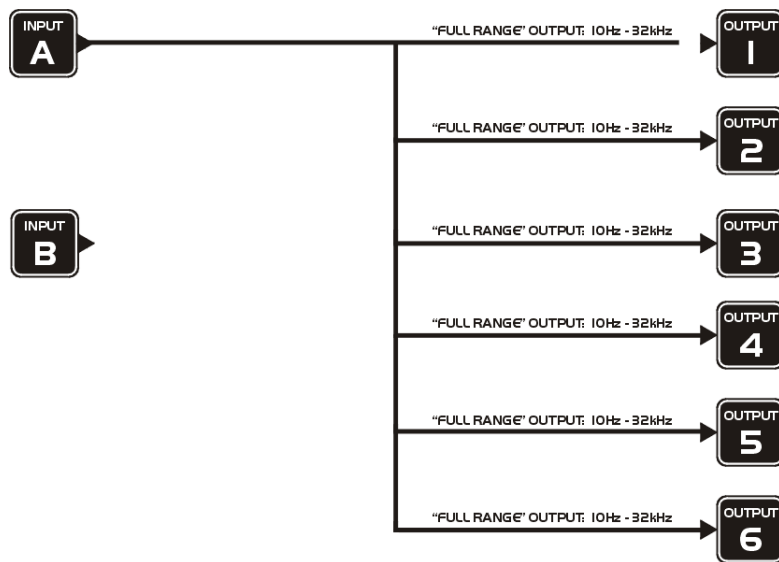 INPUT
A
"FULL RANGE" OUTPUT: 10Hz - 32kHz
OUTPUT
1
"FULL RANGE" OUTPUT: 10Hz - 32kHz
OUTPUT
2
INPUT
B
"FULL RANGE" OUTPUT: 10Hz - 32kHz
OUTPUT
3
"FULL RANGE" OUTPUT: 10Hz - 32kHz
OUTPUT
4
"FULL RANGE" OUTPUT: 10Hz - 32kHz
OUTPUT
5
"FULL RANGE" OUTPUT: 10Hz - 32kHz
OUTPUT
6